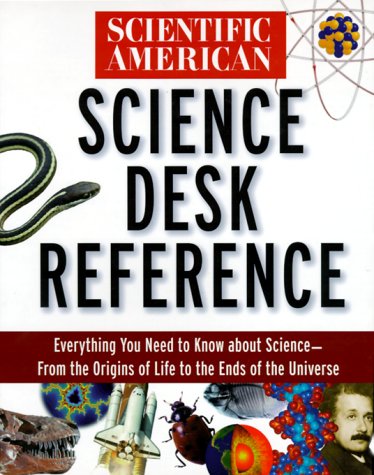 SCIENTIFIC
AMERICAN
SCIENCE
DESK
REFERENCE
Everything You Need to Know about Science—
From the Origins of Life to the Ends of the Universe